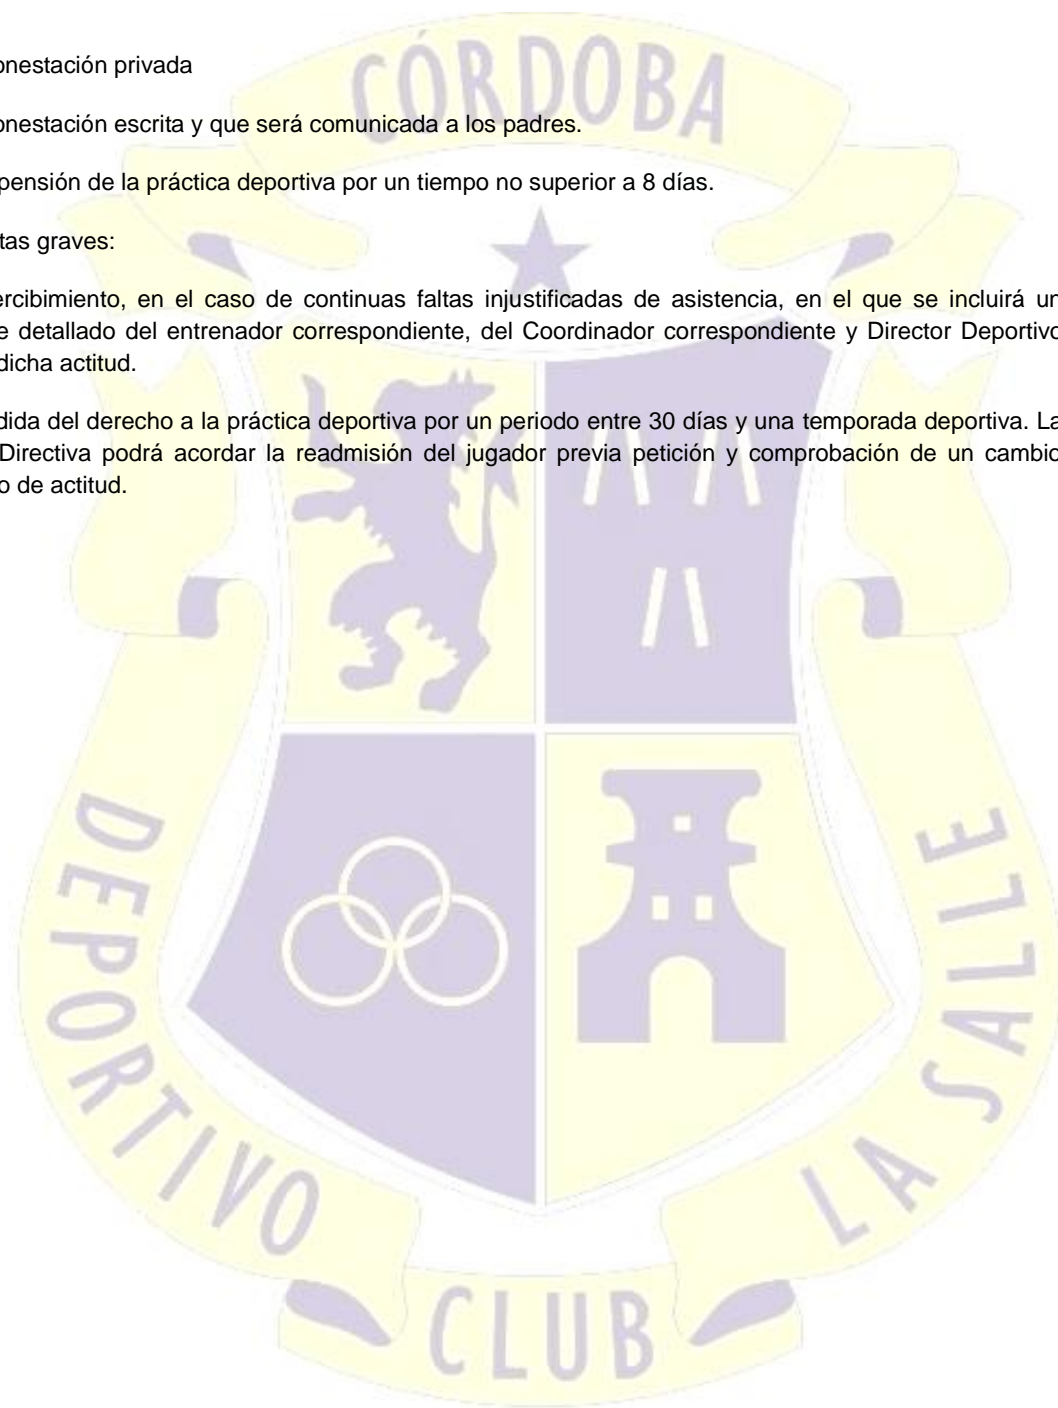 onestación privada
onestación escrita y que será comunicada a los padres.
pensión de la práctica deportiva por un tiempo no superior a 8 días.
tas graves:
ercibimiento, en el caso de continuas faltas injustificadas de asistencia, en el que se incluirá un
e detallado del entrenador correspondiente, del Coordinador correspondiente y Director Deportivo
dicha actitud.
dida del derecho a la práctica deportiva por un periodo entre 30 días y una temporada deportiva. La
Directiva podrá acordar la readmisión del jugador previa petición y comprobación de un cambio
o de actitud.
CÓRDOBA
DEPORTIVO
CLUB
LA SALLE